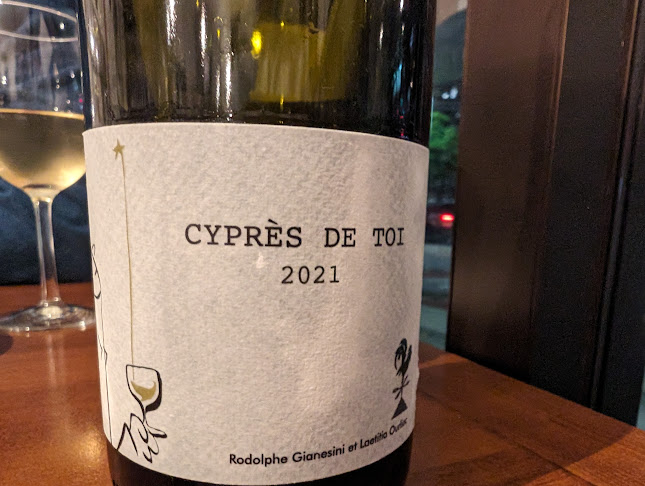 CYPRÈS DE TOI
2021
Rodolphe Gianesini et Laetitia Ourliac